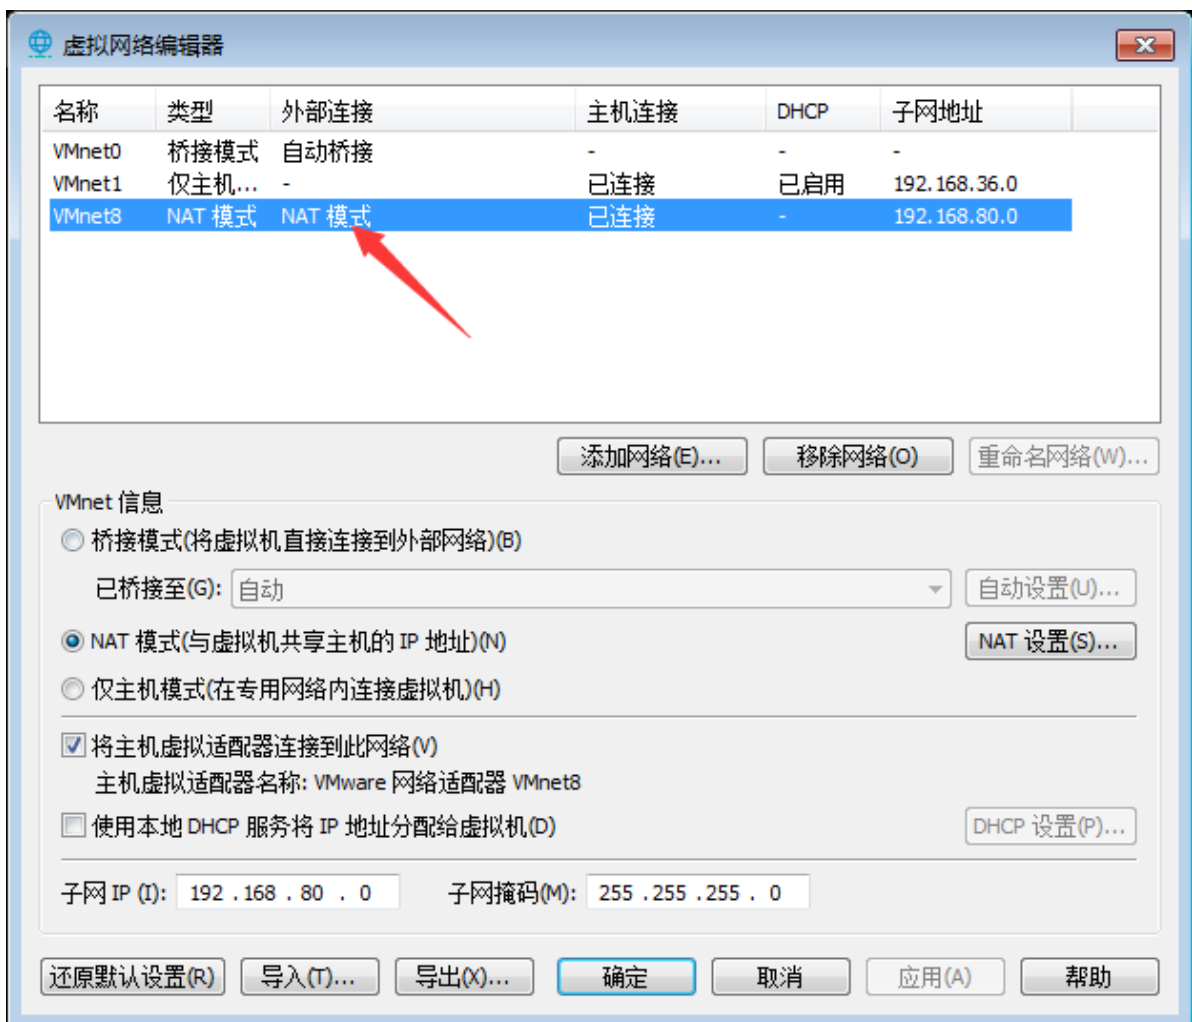 虚拟网络编辑器
名称 类型 外部连接 主机连接 DHCP 子网地址
VMnet0 桥接模式 自动桥接 - - -
VMnet1 仅主机... - 已连接 已启用 192.168.36.0
VMnet8 NAT 模式 NAT 模式 已连接 - 192.168.80.0
添加网络(E)... 移除网络(O) 重命名网络(W)...
VMnet 信息
桥接模式(将虚拟机直接连接到外部网络)(B)
已桥接至(G): 自动 自动设置(U)...
NAT 模式(与虚拟机共享主机的 IP 地址)(N) NAT 设置(S)...
仅主机模式(在专用网络内连接虚拟机)(H)
将主机虚拟适配器连接到此网络(V)
主机虚拟适配器名称: VMware 网络适配器 VMnet8
使用本地 DHCP 服务将 IP 地址分配给虚拟机(D) DHCP 设置(P)...
子网 IP (I): 192 . 168 . 80 . 0 子网掩码(M): 255 . 255 . 255 . 0
还原默认设置(R) 导入(T)... 导出(X)... 确定 取消 应用(A) 帮助